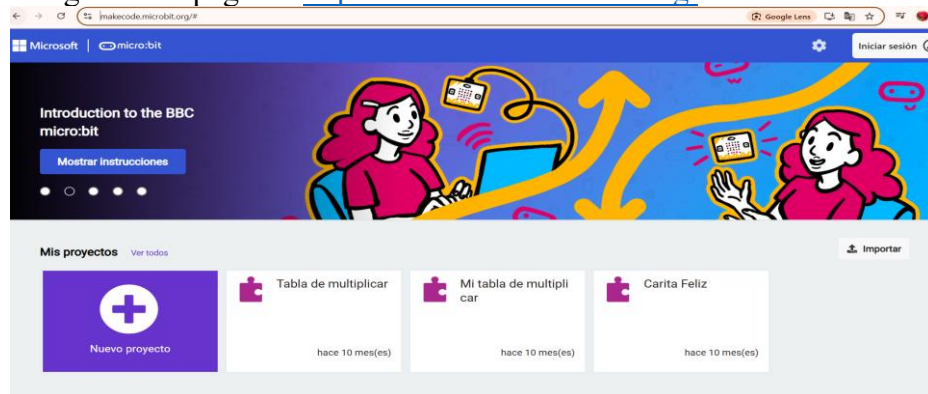 makecode.microbit.org/#
Google Lens
Microsoft micro:bit
Iniciar sesión
Introduction to the BBC
micro:bit
Mostrar instrucciones
Mis proyectos Ver todos
Importar
Nuevo proyecto
Tabla de multiplicar
hace 10 mes(es)
Mi tabla de multipli
car
hace 10 mes(es)
Carita Feliz
hace 10 mes(es)